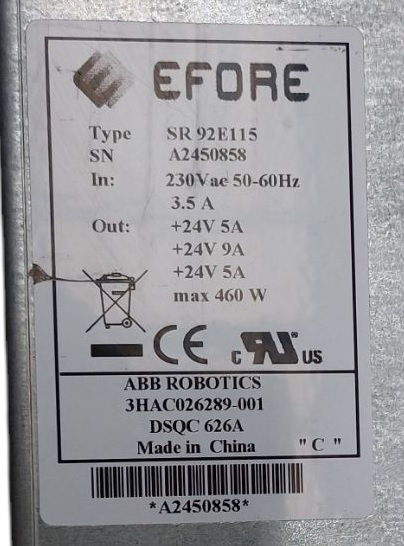 EFORE
Type SR 92E115
SN A2450858
In: 230Vac 50-60Hz
3.5 A
Out: +24V 5A
+24V 9A
+24V 5A
max 460 W
CE c RU US
ABB ROBOTICS
3HAC026289-001
DSQC 626A
Made in China "C"
*A2450858*